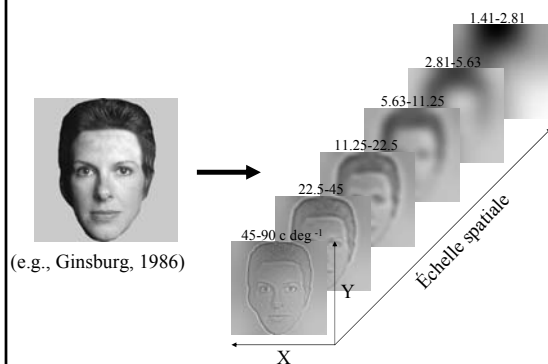 1.41-2.81
2.81-5.63
5.63-11.25
11.25-22.5
22.5-45
45-90 c deg -1
(e.g., Ginsburg, 1986)
Échelle spatiale
Y
X